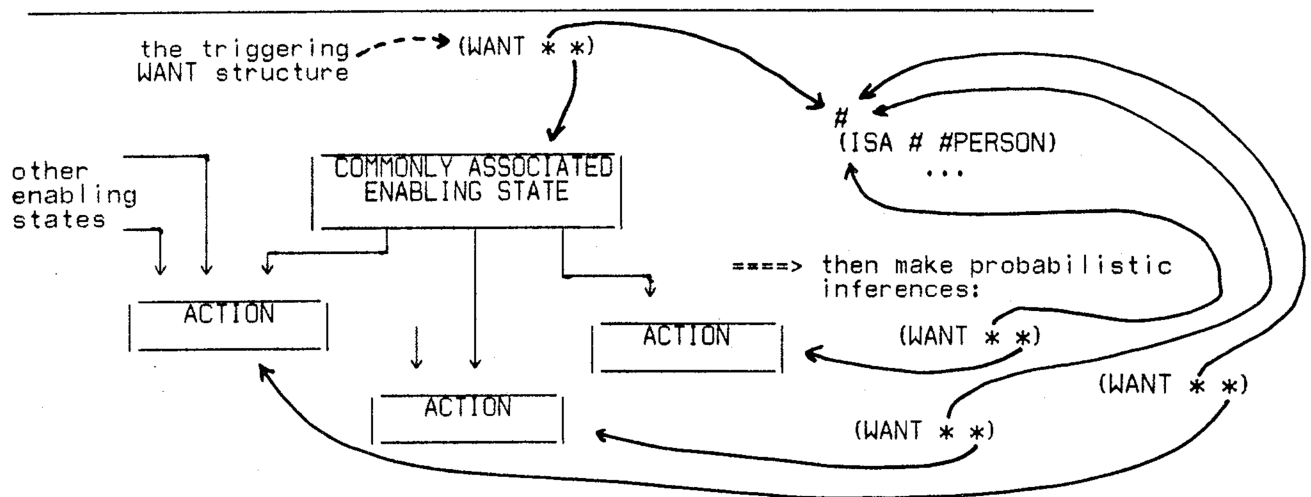 the triggering
WANT structure
(WANT * *)
#
(ISA # #PERSON)
...
other
enabling
states
COMMONLY ASSOCIATED
ENABLING STATE
====> then make probabilistic
inferences:
ACTION
ACTION
(WANT * *)
(WANT * *)
ACTION
(WANT * *)